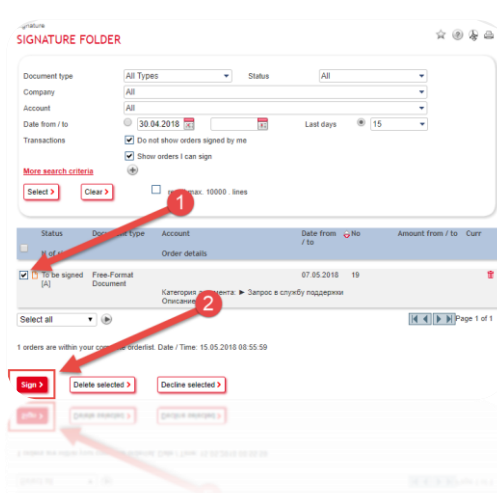 SIGNATURE FOLDER
Document type All Types Status All
Company All
Account All
Date from / to 30.04.2018 Last days 15
Transactions Do not show orders signed by me
Show orders I can sign
More search criteria
Select Clear max. 10000 . lines
1
Status type Account Date from / to No Amount from / to Curr
Order details
To be signed [A] Free-Format Document 07.05.2018 19
Категория ► Запрос в службу поддержки
2
Select all Page 1 of 1
1 orders are within your orderlist. Date / Time: 15.05.2018 08:55:59
Sign Delete selected Decline selected